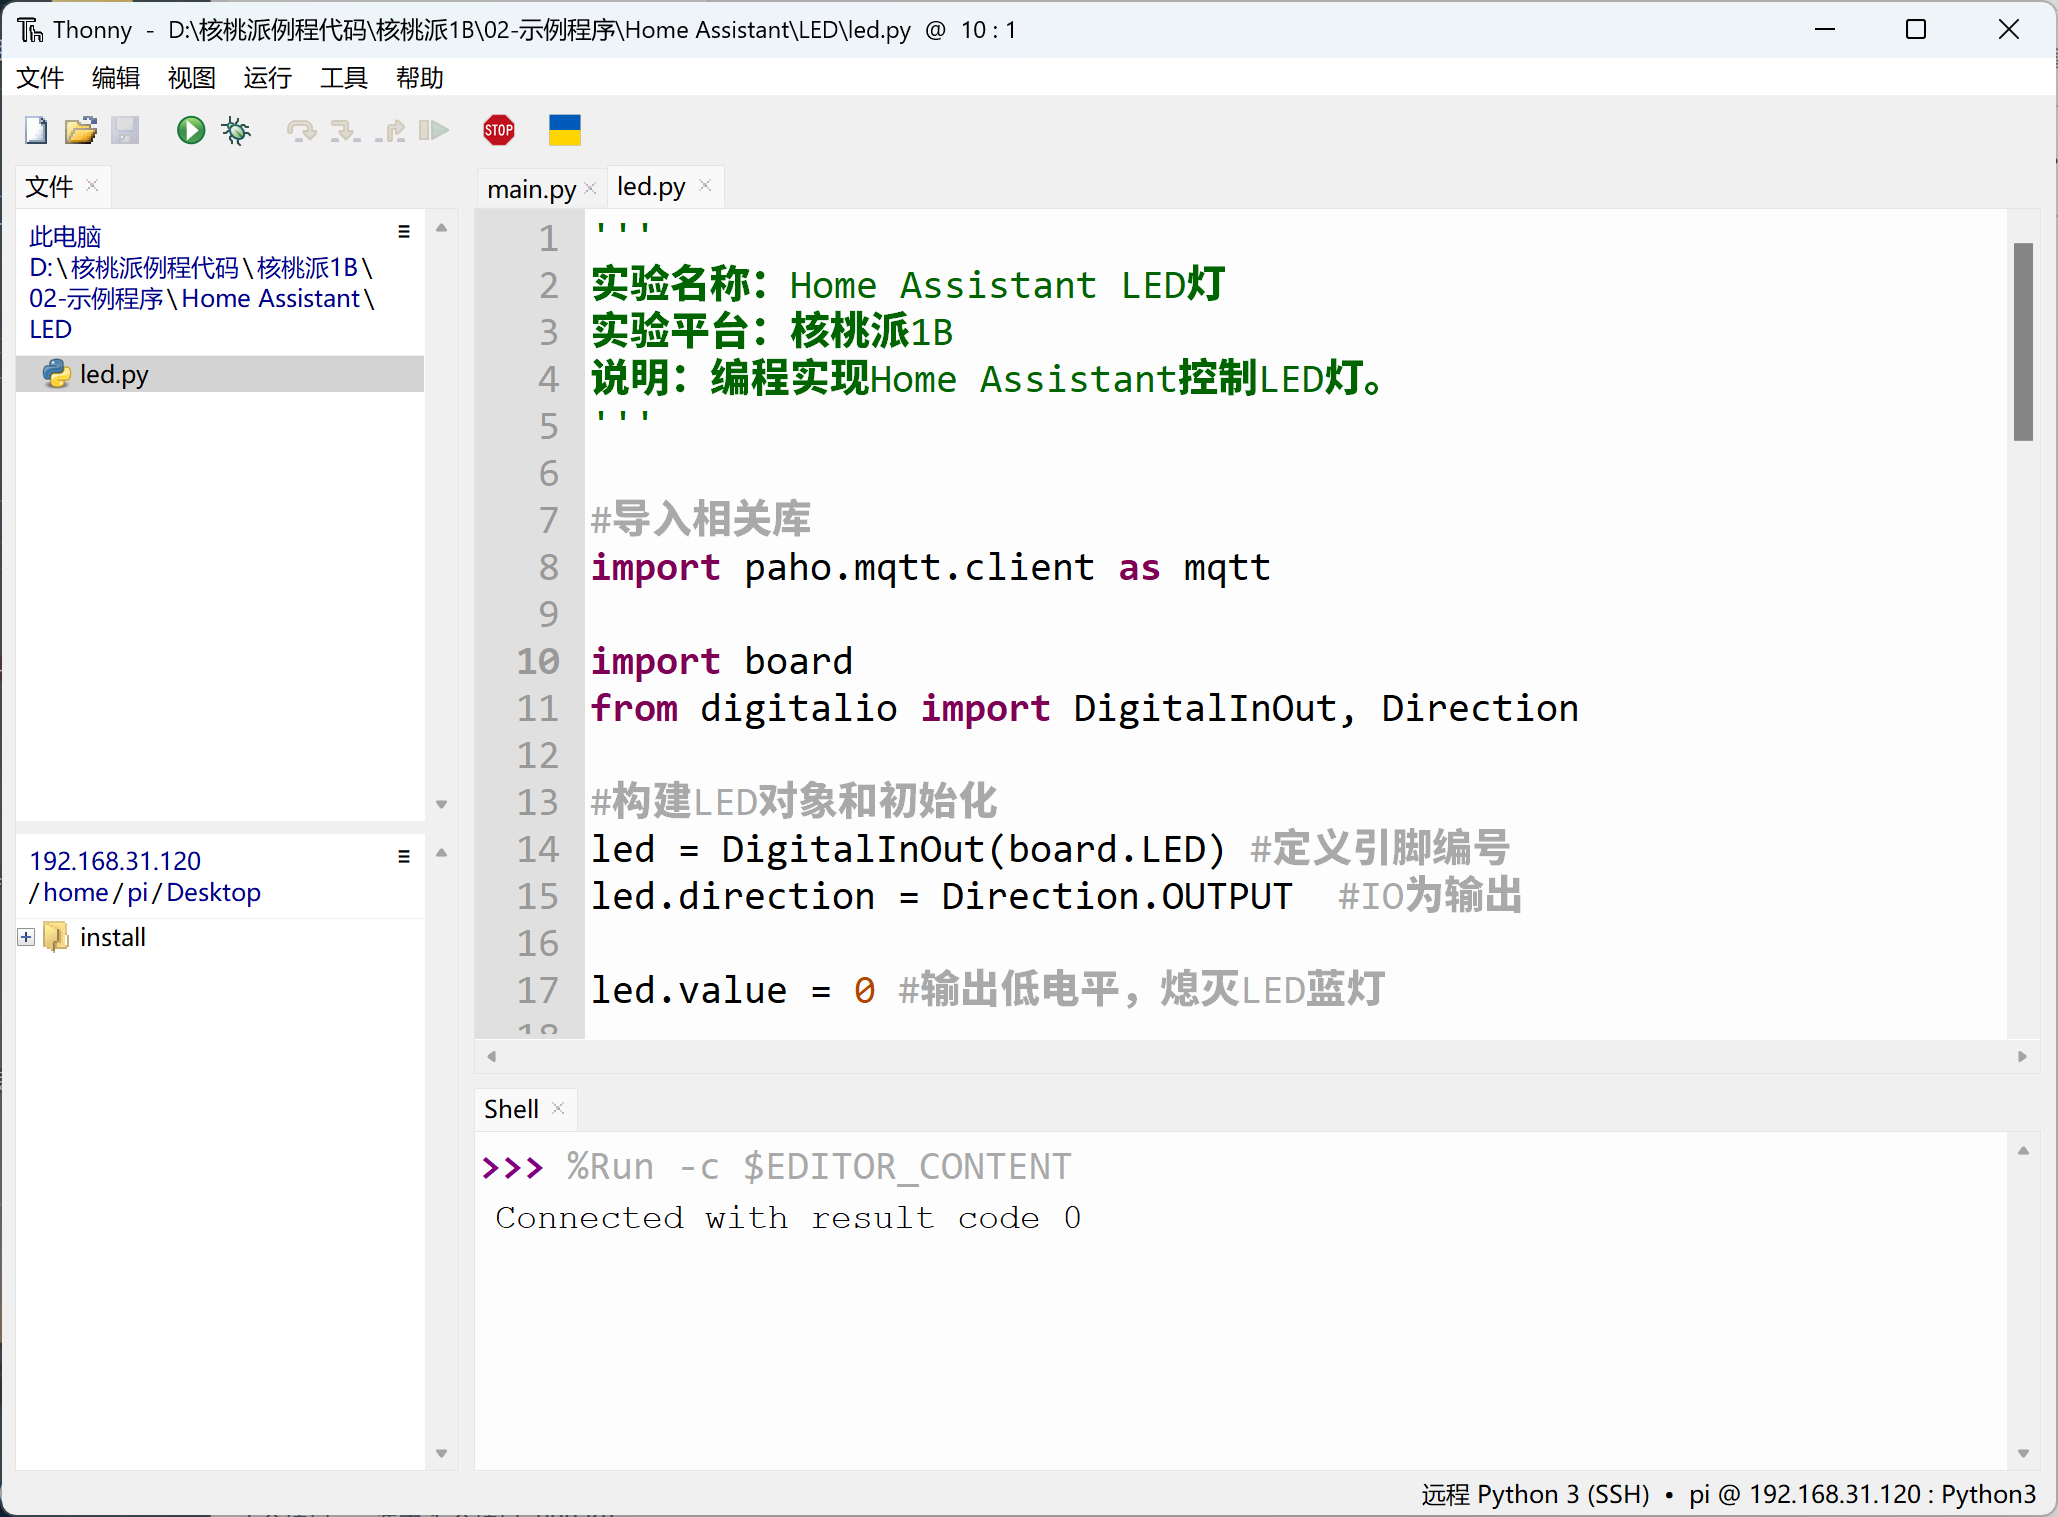 Thonny - D:\核桃派例程代码\核桃派1B\02-示例程序\Home Assistant\LED\led.py @ 10 : 1
文件 编辑 视图 运行 工具 帮助
STOP
文件
此电脑
D:\核桃派例程代码\核桃派1B\
02-示例程序\Home Assistant\
LED
led.py
192.168.31.120
/home/pi/Desktop
install
main.py led.py
1 '''
2 实验名称：Home Assistant LED灯
3 实验平台：核桃派1B
4 说明：编程实现Home Assistant控制LED灯。
5 '''
6
7 #导入相关库
8 import paho.mqtt.client as mqtt
9
10 import board
11 from digitalio import DigitalInOut, Direction
12
13 #构建LED对象和初始化
14 led = DigitalInOut(board.LED) #定义引脚编号
15 led.direction = Direction.OUTPUT  #IO为输出
16
17 led.value = 0 #输出低电平，熄灭LED蓝灯
18
Shell
>>> %Run -c $EDITOR_CONTENT
Connected with result code 0
远程 Python 3 (SSH) • pi @ 192.168.31.120 : Python3